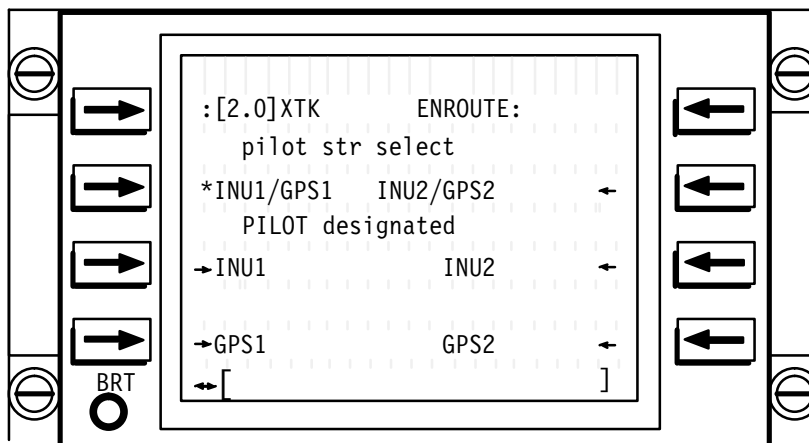 :[2.0]XTK ENROUTE:
pilot str select
*INU1/GPS1 INU2/GPS2 ←
PILOT designated
→INU1 INU2 ←
→GPS1 GPS2 ←
↔[ ]
BRT